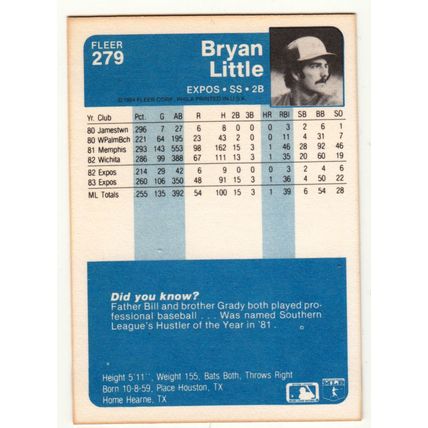 FLEER
279
Bryan
Little
EXPOS • SS • 2B
© 1984 FLEER CORP. PHILA PRINTED IN U.S.A.
Yr. Club Pct. G AB R H 2B 3B HR RBI SB BB SO
80 Jamestwn 296 7 27 6 8 0 0 0 3 2 6 1
80 WPalmBch 221 64 195 23 43 2 0 0 11 4 31 7
81 Memphis 293 143 553 98 162 15 3 1 46 28 92 46
82 Wichita 286 99 388 67 111 13 3 1 35 20 60 19
82 Expos 214 29 42 6 9 0 0 0 3 2 4 6
83 Expos 260 106 350 48 91 15 3 1 36 4 50 22
ML Totals 255 135 392 54 100 15 3 1 39 6 54 28
Did you know?
Father Bill and brother Grady both played pro-
fessional baseball . . . Was named Southern
League's Hustler of the Year in '81.
Height 5'11", Weight 155, Bats Both, Throws Right
Born 10-8-59, Place Houston, TX
Home Hearne, TX